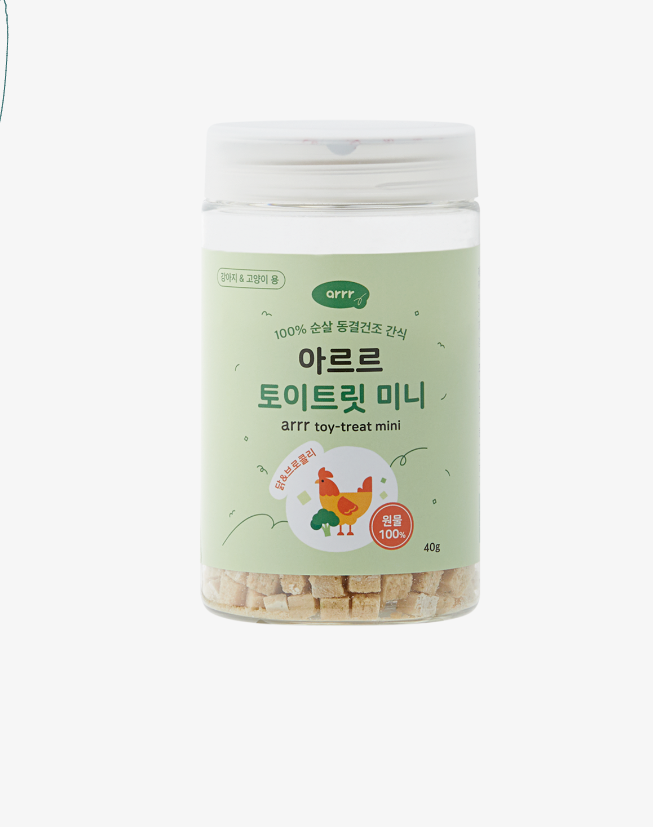 강아지 & 고양이 용
arrr
100% 순살 동결건조 간식
아르르
토이트릿 미니
arrr toy-treat mini
닭&브로콜리
원물
100%
40g